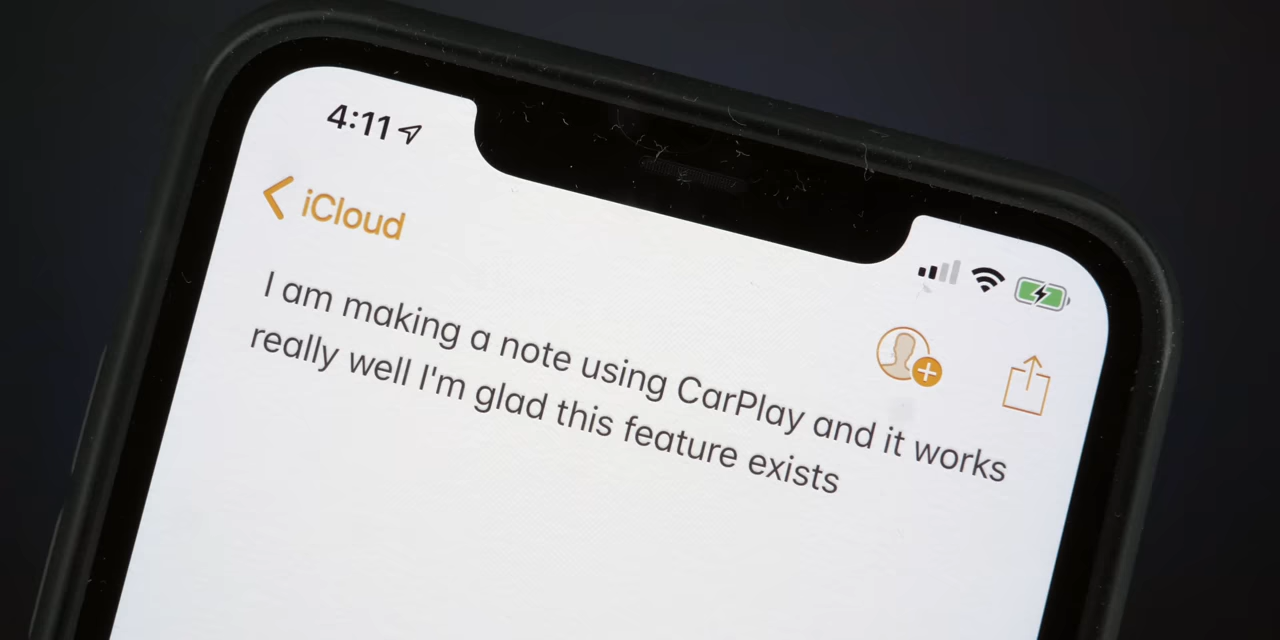 4:11
iCloud
I am making a note using CarPlay and it works
really well I'm glad this feature exists